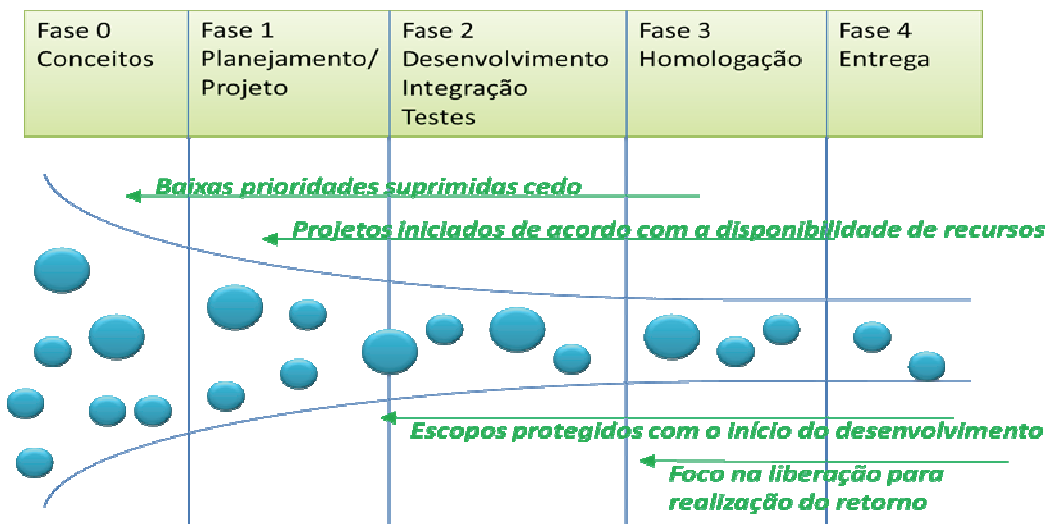 Fase 0
Conceitos
Fase 1
Planejamento/
Projeto
Fase 2
Desenvolvimento
Integração
Testes
Fase 3
Homologação
Fase 4
Entrega
Baixas prioridades suprimidas cedo
Projetos iniciados de acordo com a disponibilidade de recursos
Escopos protegidos com o início do desenvolvimento
Foco na liberação para
realização do retorno